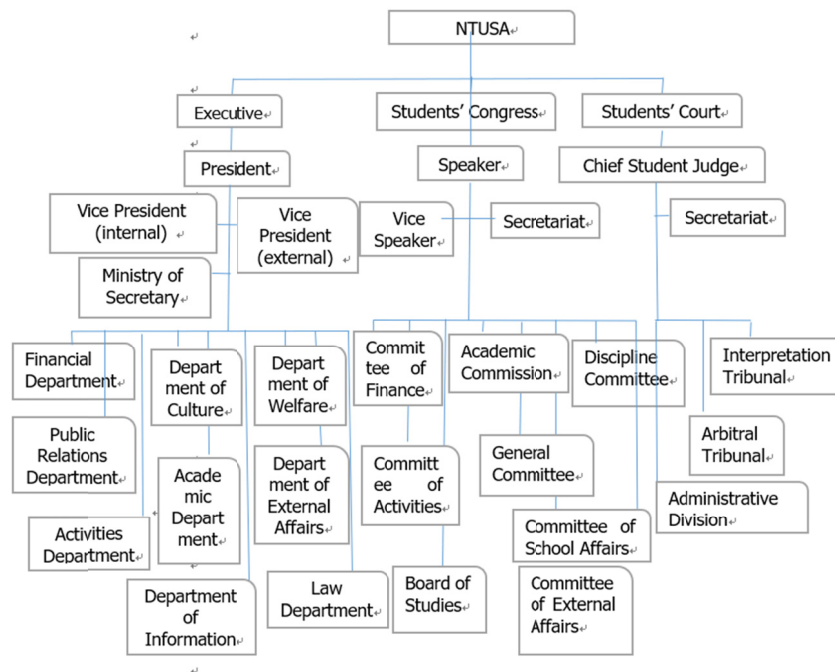 NTUSA
Executive
Students' Congress
Students' Court
President
Speaker
Chief Student Judge
Vice President
(internal)
Vice
President
(external)
Vice
Speaker
Secretariat
Secretariat
Ministry of
Secretary
Financial
Department
Depart
ment of
Culture
Depart
ment of
Welfare
Commit
tee of
Finance
Academic
Commission
Discipline
Committee
Interpretation
Tribunal
Public
Relations
Department
Acade
mic
Depart
ment
Depart
ment of
External
Affairs
Committ
ee of
Activities
General
Committee
Arbitral
Tribunal
Administrative
Division
Activities
Department
Committee of
School Affairs
Department
of
Information
Law
Department
Board of
Studies
Committee
of External
Affairs